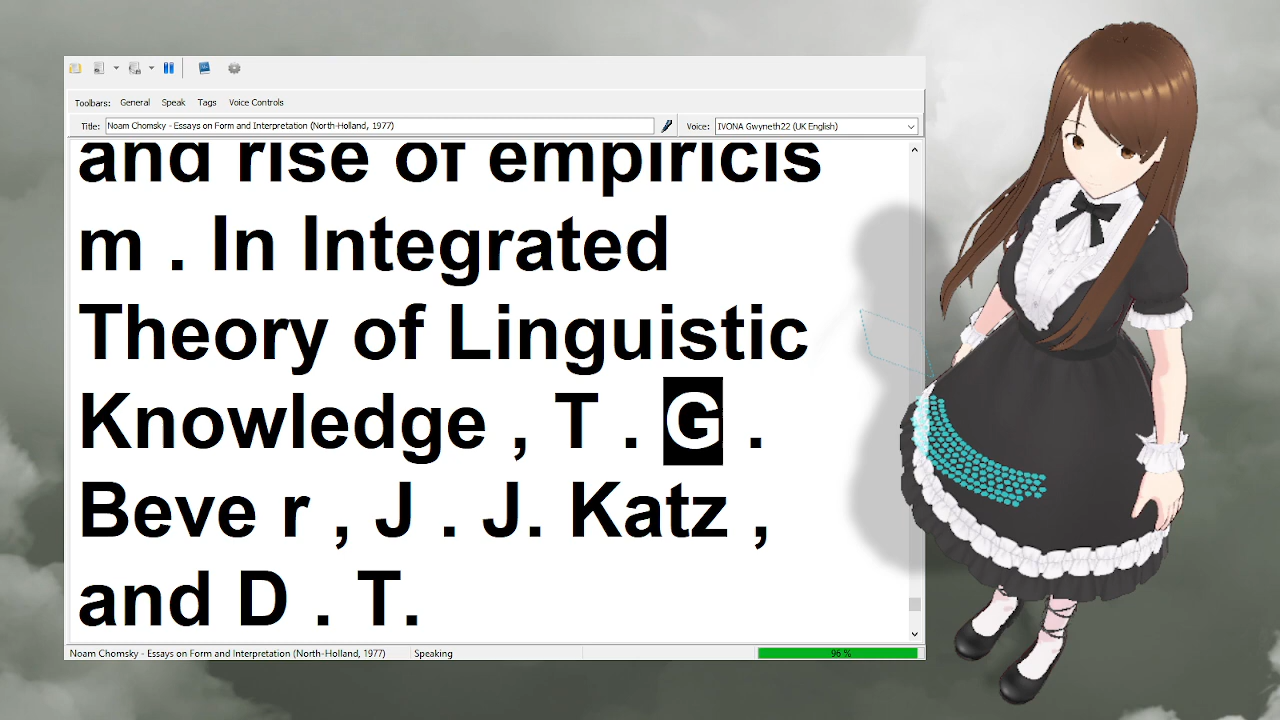 Toolbars: General Speak Tags Voice Controls
Title: Noam Chomsky - Essays on Form and Interpretation (North-Holland, 1977) Voice: IVONA Gwyneth22 (UK English)
and rise of empiricis
m . In Integrated
Theory of Linguistic
Knowledge , T . G .
Beve r , J . J. Katz ,
and D . T.
Noam Chomsky - Essays on Form and Interpretation (North-Holland, 1977) Speaking 96 %